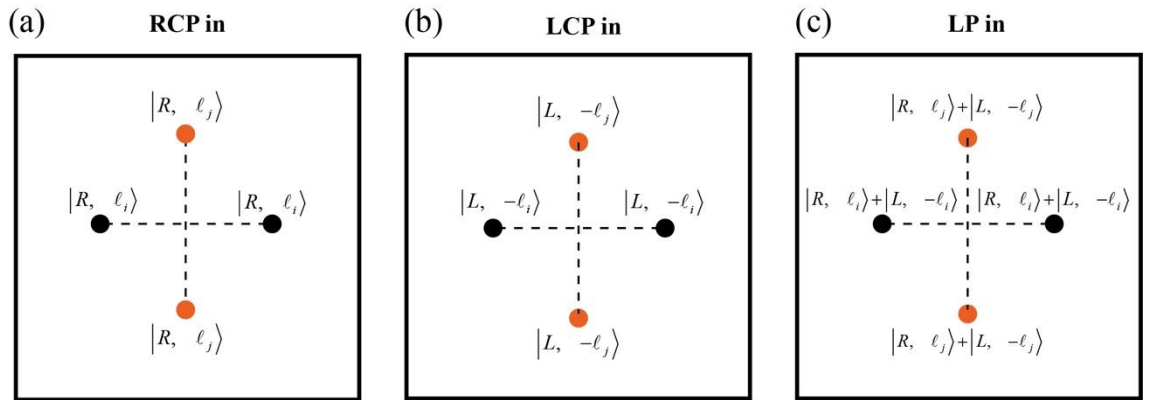 (a) RCP in
|R, ℓ_j⟩
|R, ℓ_i⟩ |R, ℓ_i⟩
|R, ℓ_j⟩
(b) LCP in
|L, -ℓ_j⟩
|L, -ℓ_i⟩ |L, -ℓ_i⟩
|L, -ℓ_j⟩
(c) LP in
|R, ℓ_j⟩+|L, -ℓ_j⟩
|R, ℓ_i⟩+|L, -ℓ_i⟩ |R, ℓ_i⟩+|L, -ℓ_i⟩
|R, ℓ_j⟩+|L, -ℓ_j⟩